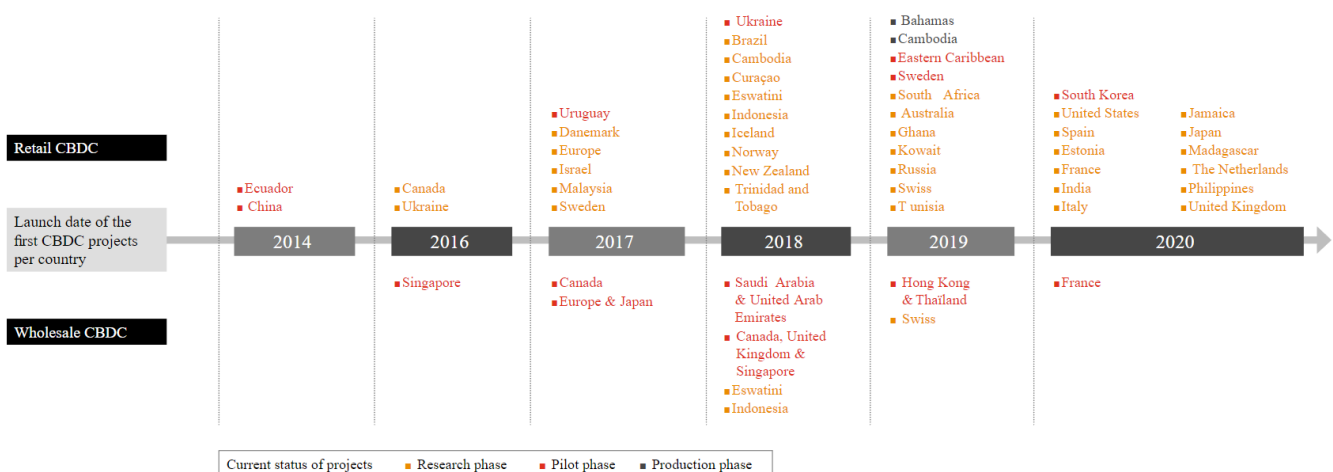 Retail CBDC
Launch date of the
first CBDC projects
per country
Wholesale CBDC
Ecuador
China
2014
Canada
Ukraine
2016
Singapore
Uruguay
Danemark
Europe
Israel
Malaysia
Sweden
2017
Canada
Europe & Japan
Ukraine
Brazil
Cambodia
Curaçao
Eswatini
Indonesia
Iceland
Norway
New Zealand
Trinidad and
Tobago
2018
Saudi Arabia
& United Arab
Emirates
Canada, United
Kingdom &
Singapore
Eswatini
Indonesia
Bahamas
Cambodia
Eastern Caribbean
Sweden
South Africa
Australia
Ghana
Kowait
Russia
Swiss
T unisia
2019
Hong Kong
& Thaïland
Swiss
South Korea
United States
Spain
Estonia
France
India
Italy
Jamaica
Japan
Madagascar
The Netherlands
Philippines
United Kingdom
2020
France
Current status of projects
Research phase
Pilot phase
Production phase